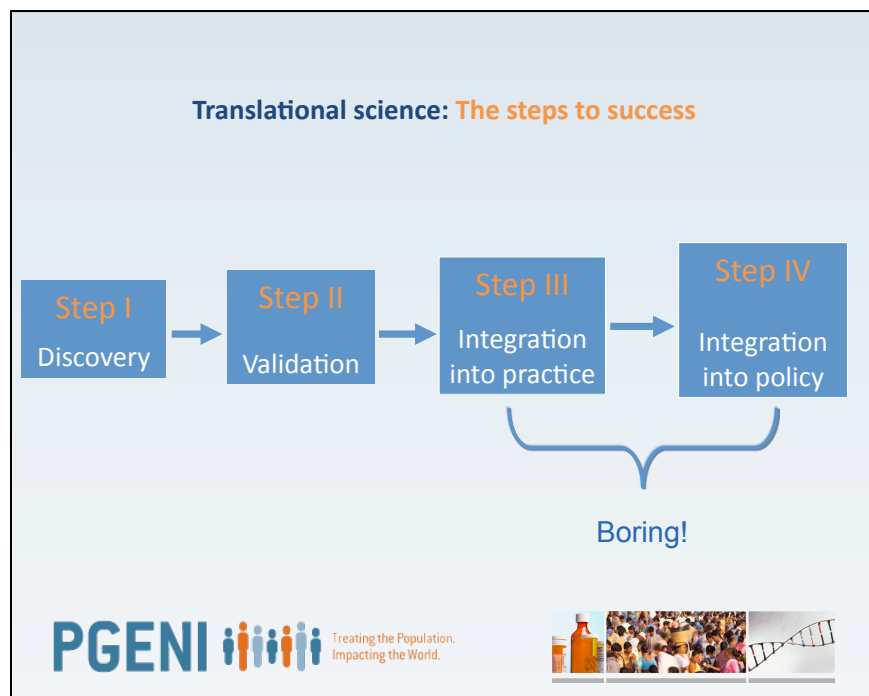 Translational science: The steps to success
Step I
Discovery
Step II
Validation
Step III
Integration
into practice
Step IV
Integration
into policy
Boring!
PGENI
Treating the Population.
Impacting the World.